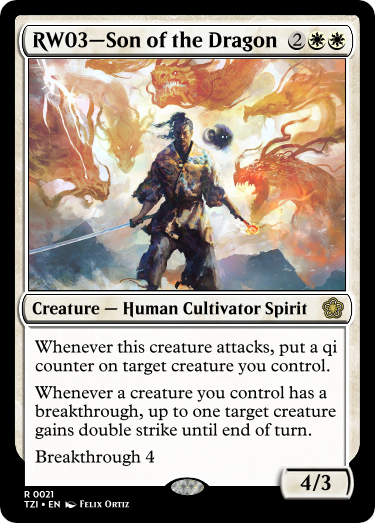 RW03—Son of the Dragon 2
Creature — Human Cultivator Spirit
Whenever this creature attacks, put a qi
counter on target creature you control.
Whenever a creature you control has a
breakthrough, up to one target creature
gains double strike until end of turn.
Breakthrough 4
4/3
R 0021
TZI • EN Felix Ortiz